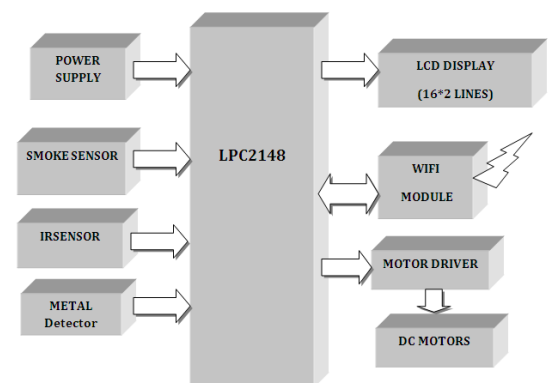 POWER
SUPPLY
SMOKE SENSOR
IRSENSOR
METAL
Detector
LPC2148
LCD DISPLAY
(16*2 LINES)
WIFI
MODULE
MOTOR DRIVER
DC MOTORS